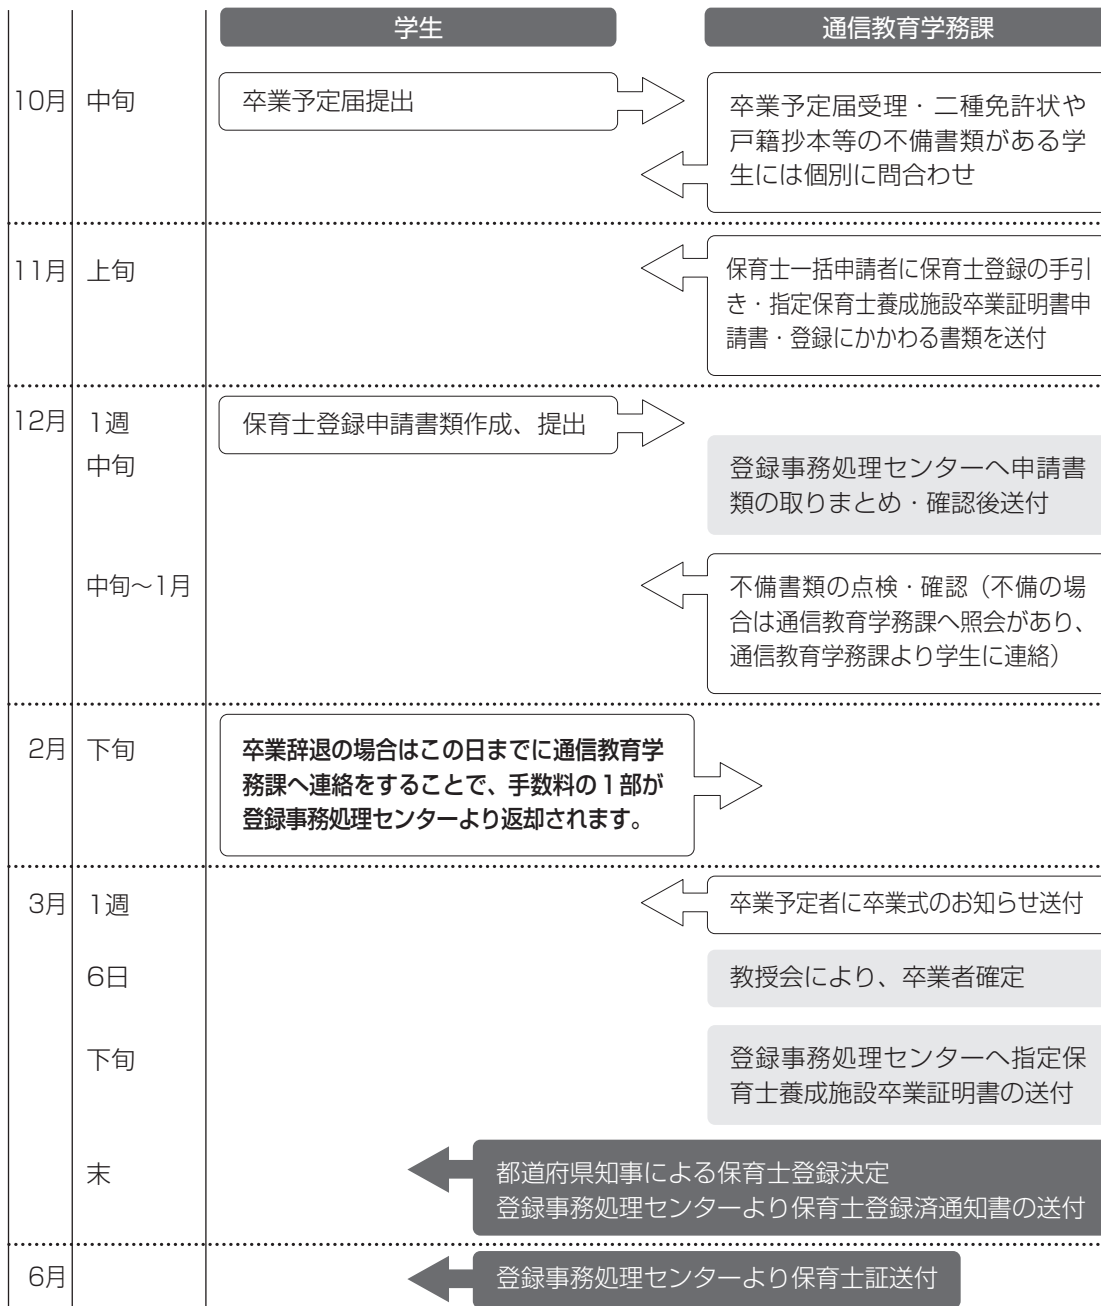 学生
通信教育学務課
10月 中旬
卒業予定届提出
卒業予定届受理・二種免許状や
戸籍抄本等の不備書類がある学
生には個別に問合わせ
11月 上旬
保育士一括申請者に保育士登録の手引
き・指定保育士養成施設卒業証明書申
請書・登録にかかわる書類を送付
12月 1週
保育士登録申請書類作成、提出
中旬
登録事務処理センターへ申請書
類の取りまとめ・確認後送付
中旬〜1月
不備書類の点検・確認（不備の場
合は通信教育学務課へ照会があり、
通信教育学務課より学生に連絡）
2月 下旬
卒業辞退の場合はこの日までに通信教育学
務課へ連絡をすることで、手数料の１部が
登録事務処理センターより返却されます。
3月 1週
卒業予定者に卒業式のお知らせ送付
6日
教授会により、卒業者確定
下旬
登録事務処理センターへ指定保
育士養成施設卒業証明書の送付
末
都道府県知事による保育士登録決定
登録事務処理センターより保育士登録済通知書の送付
6月
登録事務処理センターより保育士証送付